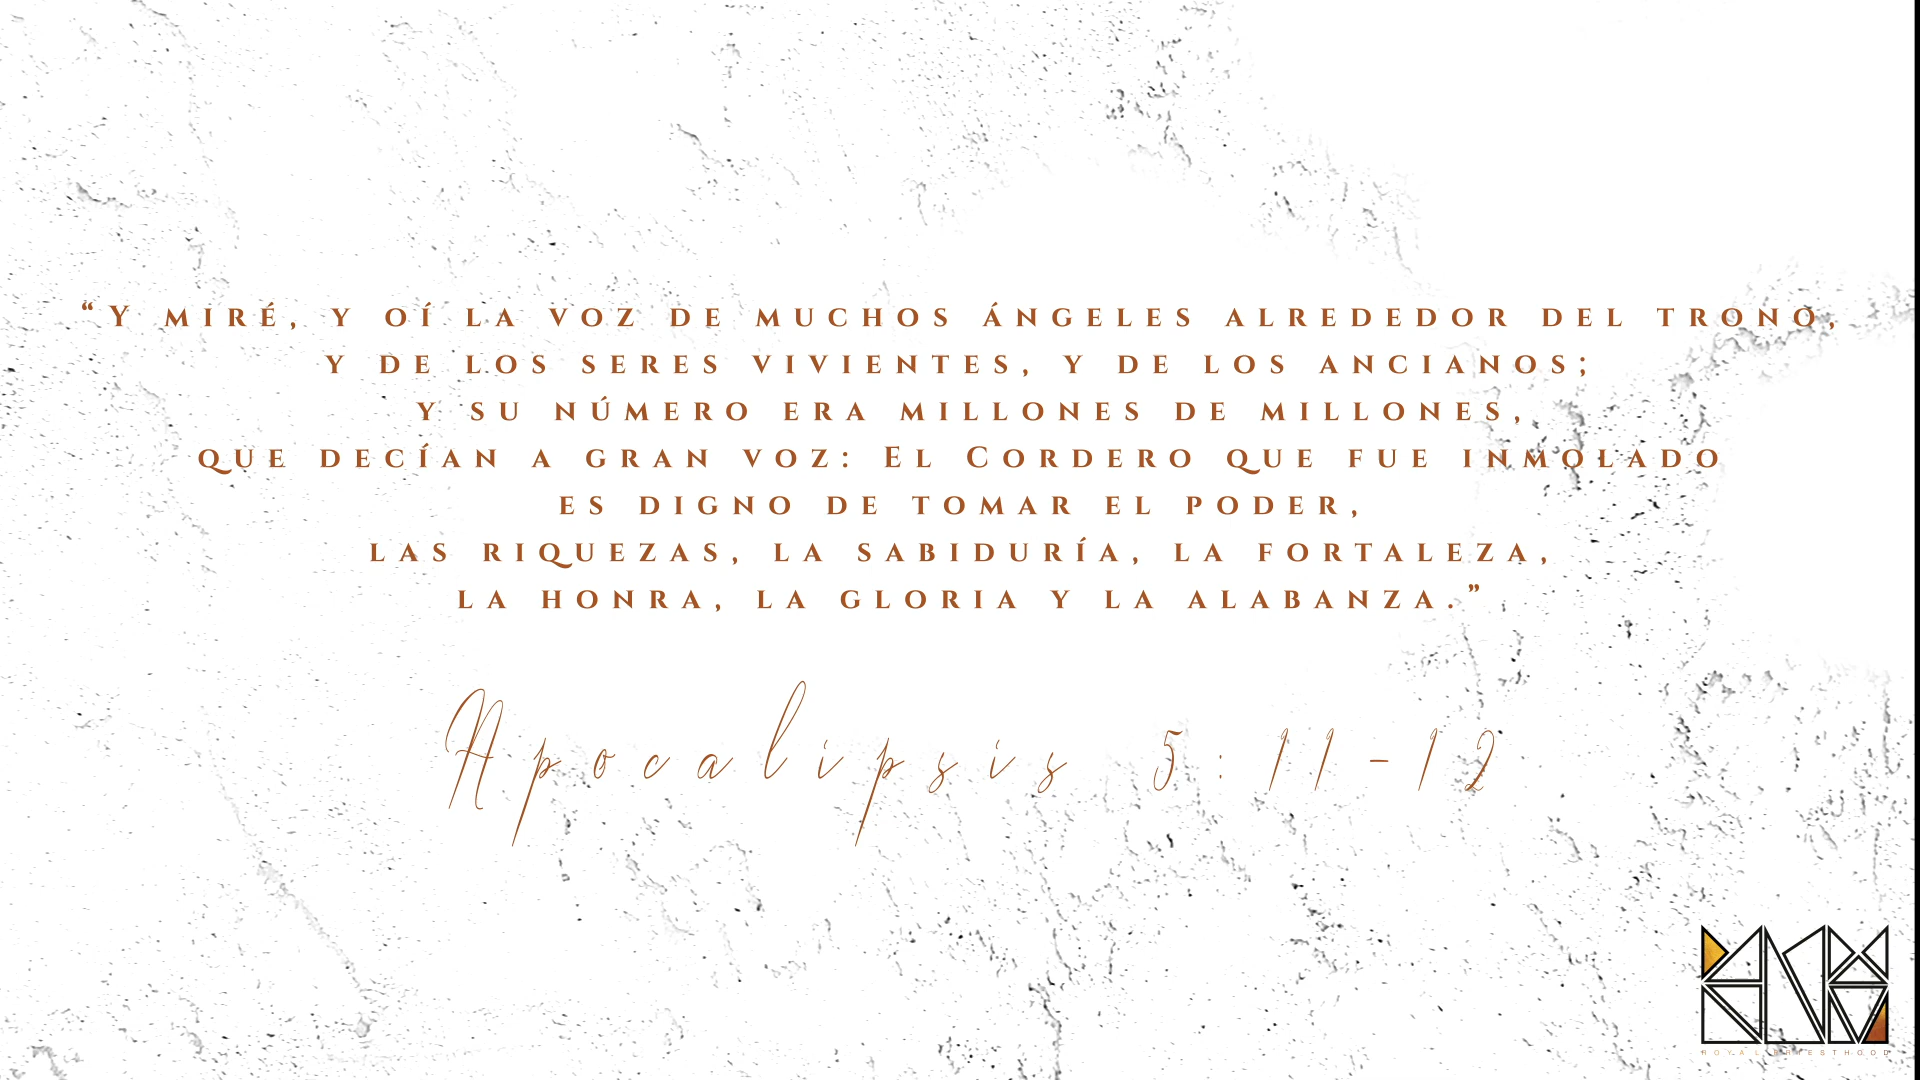 “Y MIRÉ, Y OÍ LA VOZ DE MUCHOS ÁNGELES ALREDEDOR DEL TRONO,
Y DE LOS SERES VIVIENTES, Y DE LOS ANCIANOS;
Y SU NÚMERO ERA MILLONES DE MILLONES,
QUE DECÍAN A GRAN VOZ: EL CORDERO QUE FUE INMOLADO
ES DIGNO DE TOMAR EL PODER,
LAS RIQUEZAS, LA SABIDURÍA, LA FORTALEZA,
LA HONRA, LA GLORIA Y LA ALABANZA.”
Apocalipsis 5:11-12
ROYAL PRIESTHOOD